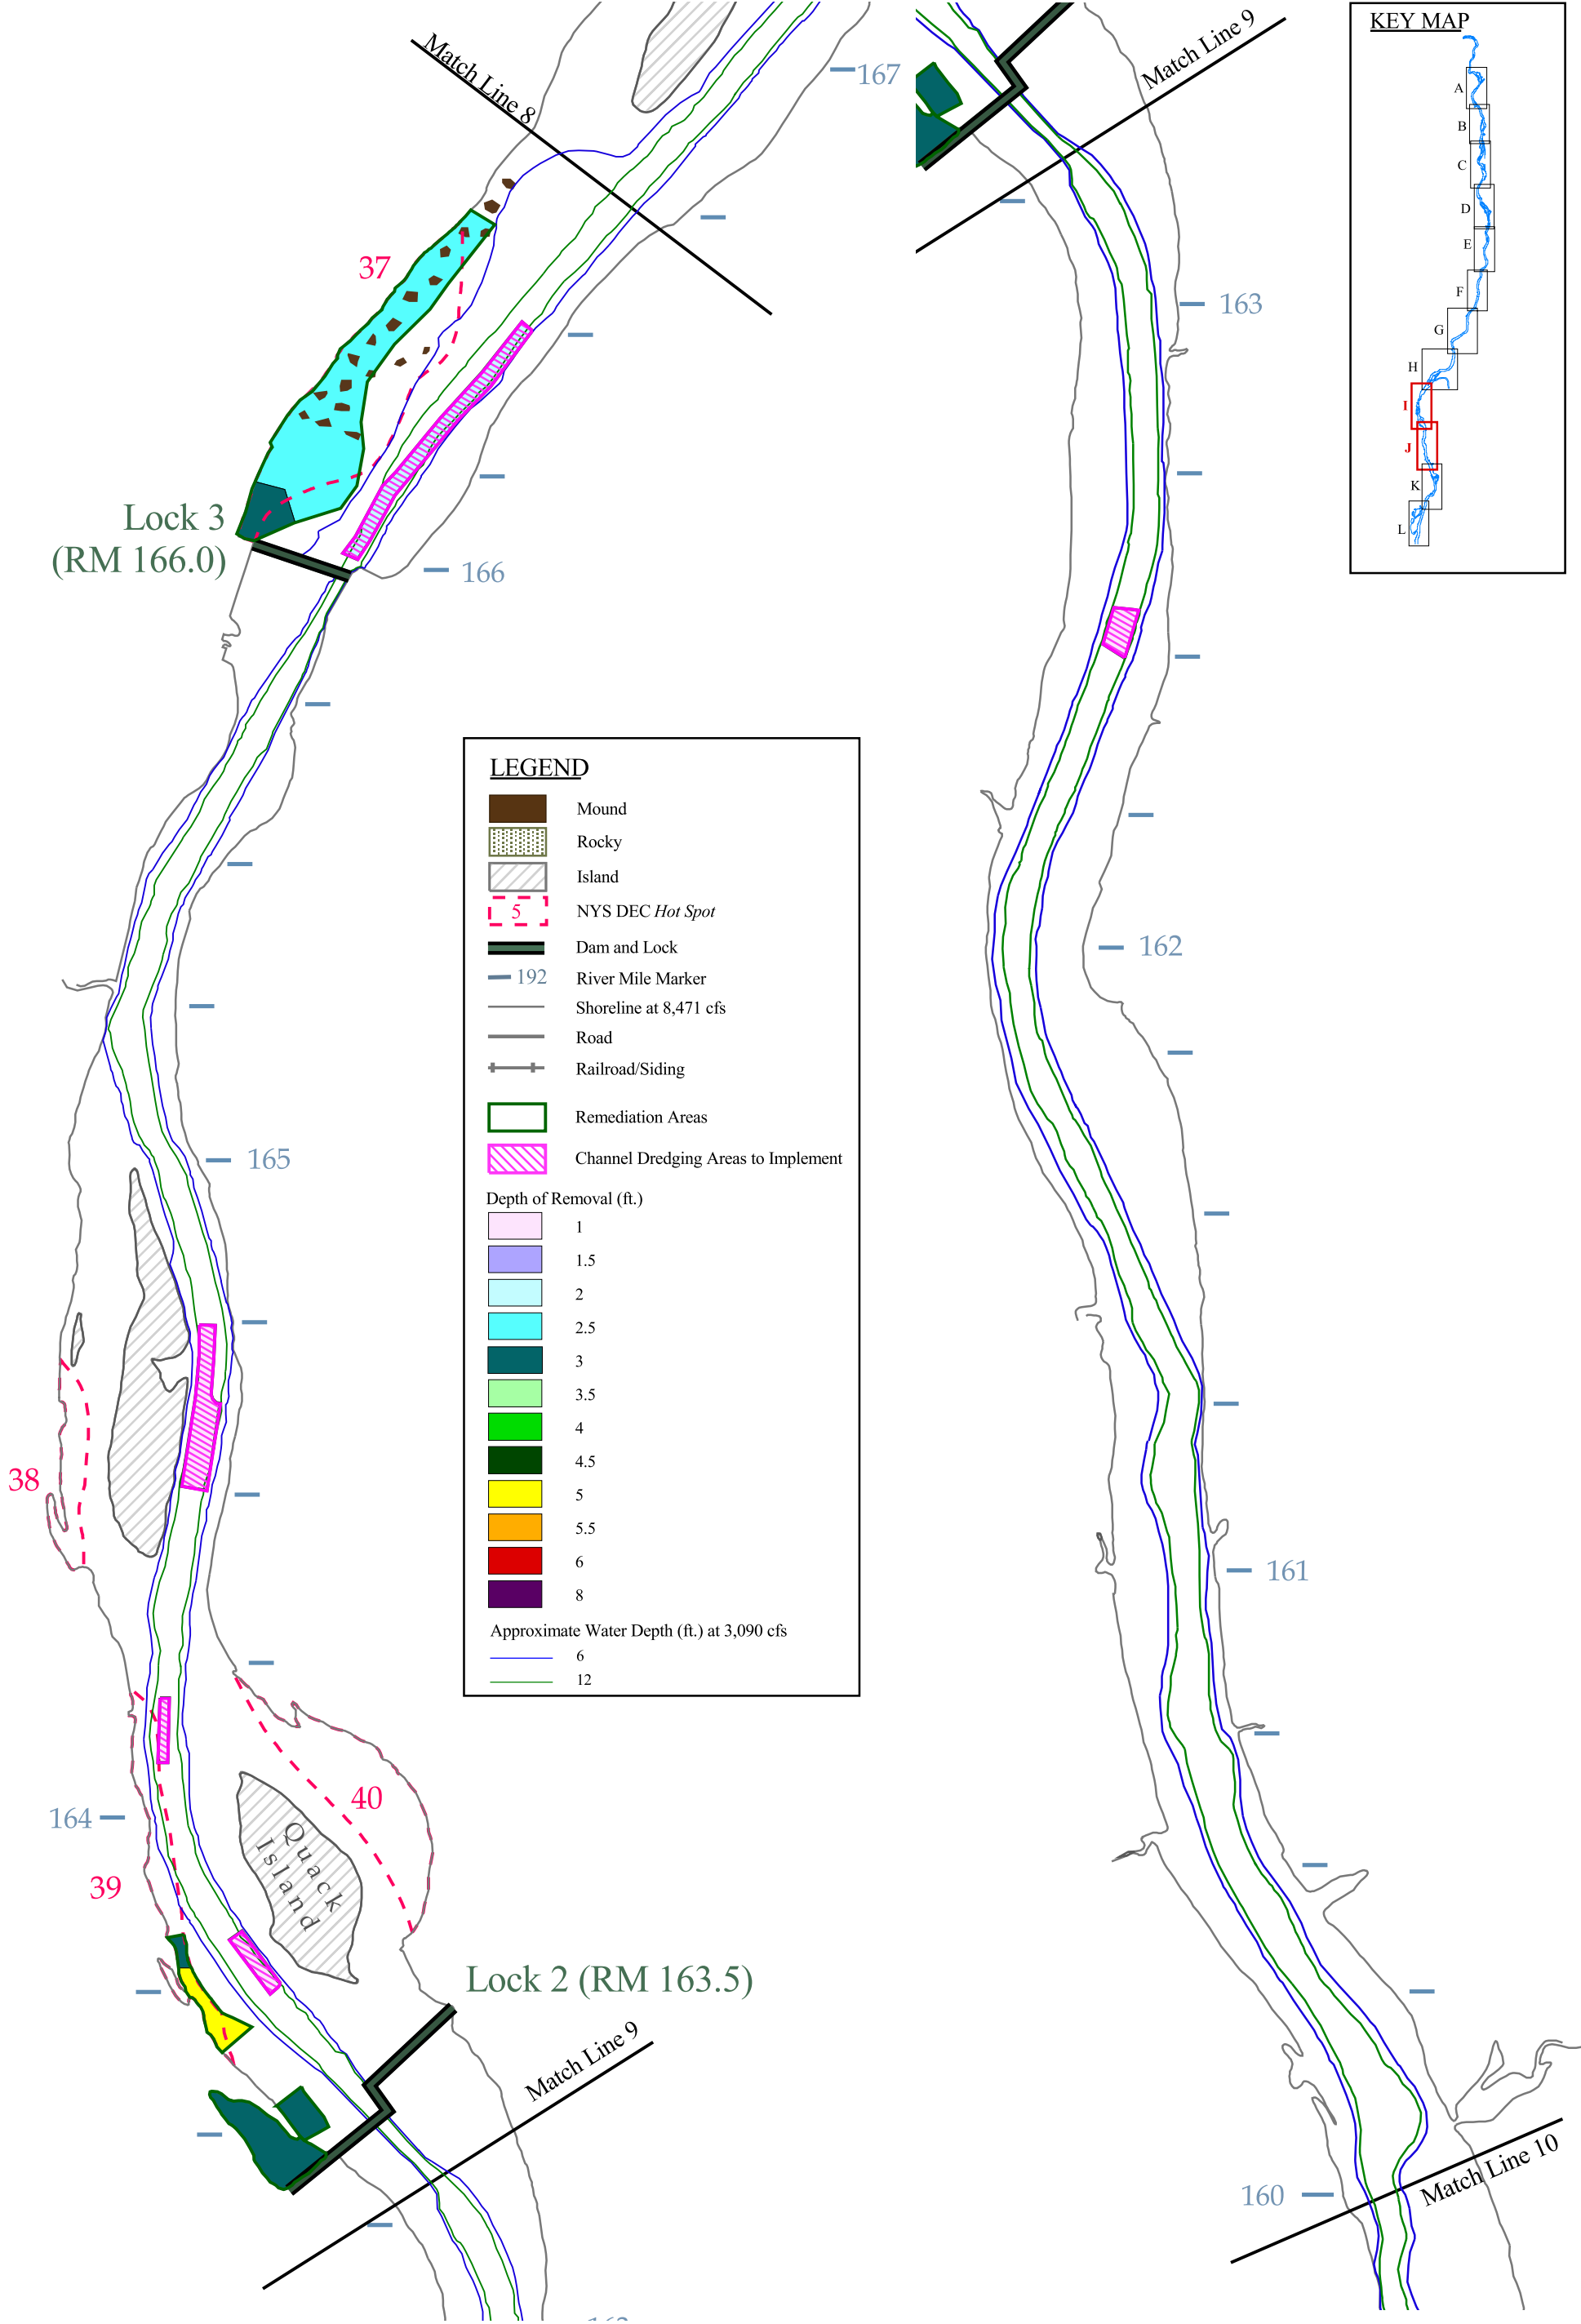 Match Line 8
167
37
Lock 3
(RM 166.0)
166
165
38
164
39
40
Quack
Island
Lock 2 (RM 163.5)
Match Line 9
LEGEND
Mound
Rocky
Island
5 NYS DEC Hot Spot
Dam and Lock
192 River Mile Marker
Shoreline at 8,471 cfs
Road
Railroad/Siding
Remediation Areas
Channel Dredging Areas to Implement
Depth of Removal (ft.)
1
1.5
2
2.5
3
3.5
4
4.5
5
5.5
6
8
Approximate Water Depth (ft.) at 3,090 cfs
6
12
Match Line 9
163
162
161
160
Match Line 10
KEY MAP
A
B
C
D
E
F
G
H
I
J
K
L